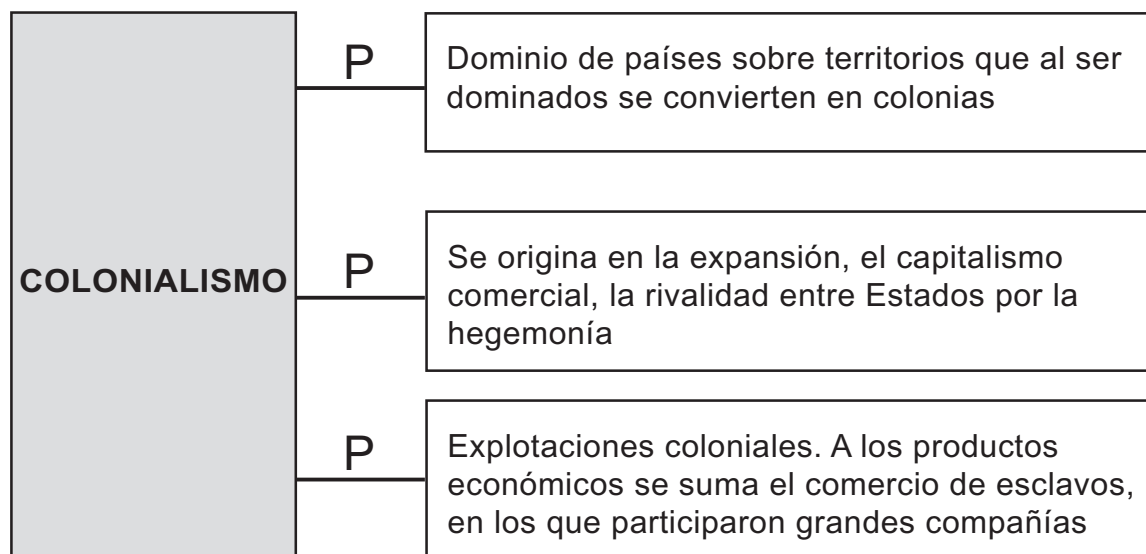 P
Dominio de países sobre territorios que al ser
dominados se convierten en colonias
COLONIALISMO
P
Se origina en la expansión, el capitalismo
comercial, la rivalidad entre Estados por la
hegemonía
P
Explotaciones coloniales. A los productos
económicos se suma el comercio de esclavos,
en los que participaron grandes compañías